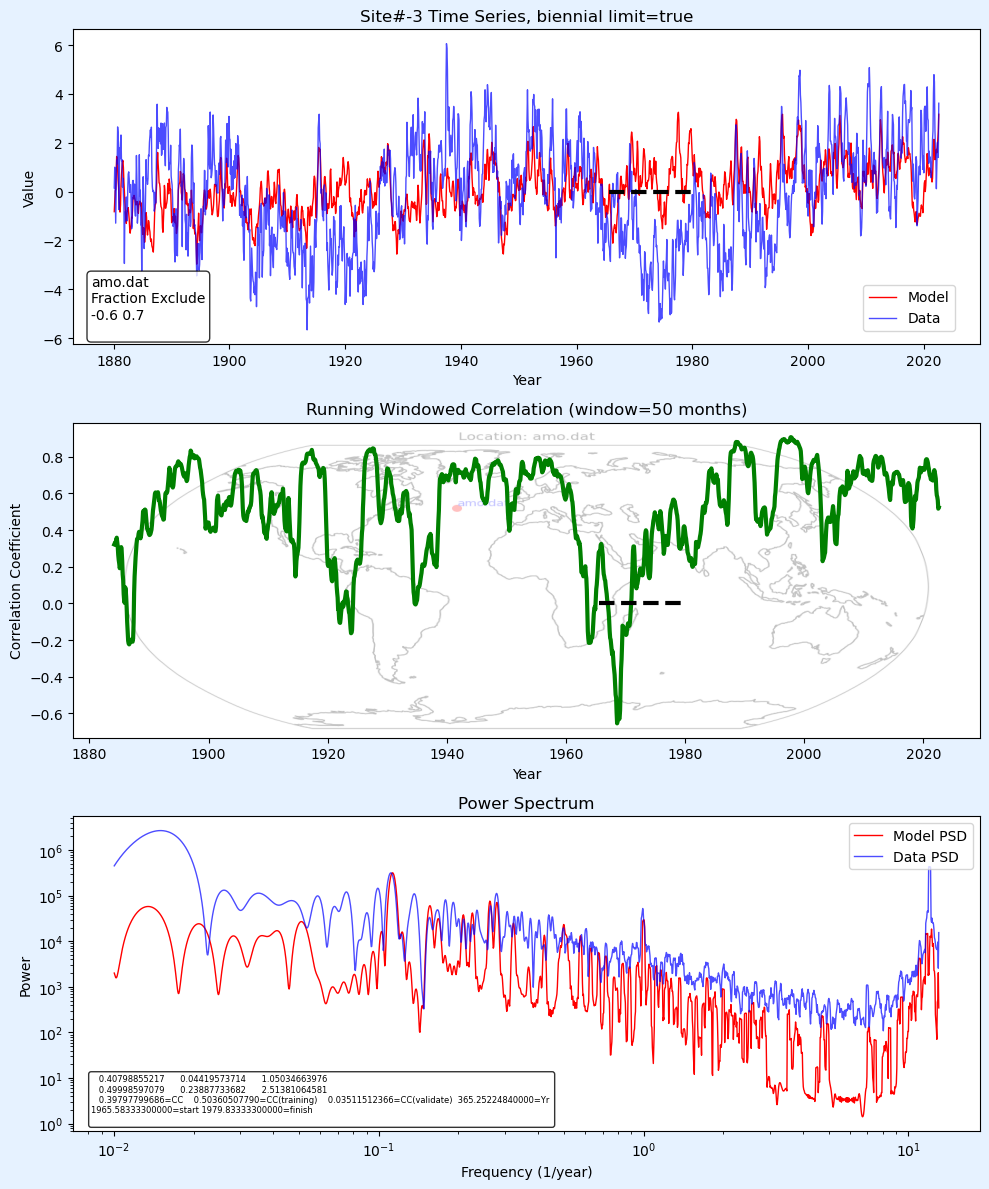 Site#-3 Time Series, biennial limit=true
6
4
2
0
−2
−4
−6
Value
amo.dat
Fraction Exclude
-0.6 0.7
Model
Data
1880
1900
1920
1940
1960
1980
2000
2020
Year
Running Windowed Correlation (window=50 months)
Location: amo.dat
amo.da
0.8
0.6
0.4
0.2
0.0
−0.2
−0.4
−0.6
Correlation Coefficient
1880
1900
1920
1940
1960
1980
2000
2020
Year
Power Spectrum
Model PSD
Data PSD
10^6
10^5
10^4
10^3
10^2
10^1
10^0
Power
0.40798855217 0.04419573714 1.05034663976
0.49998597079 0.23887733682 2.51381064581
0.39797799686=CC 0.50360507790=CC(training) 0.03511512366=CC(validate) 365.25224840000=Yr
1965.58333300000=start 1979.83333300000=finish
10^−2
10^−1
10^0
10^1
Frequency (1/year)